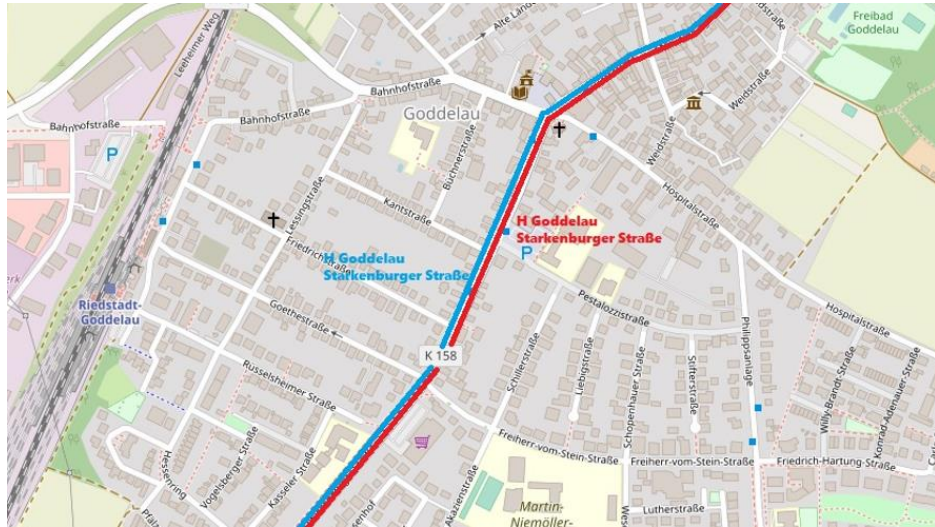 Leeheimer Weg
Alte Land
Weidstraße
Freibad
Goddelau
Bahnhofstraße
Bahnhofstraße
Bahnhofstraße
Goddelau
Büchnerstraße
Weidstraße
Weidstraße
P
Lessingstraße
Kantstraße
Hospitalstraße
H Goddelau
Starkenburger Straße
P
H Goddelau
Starkenburger Straße
Friedrichstraße
Riedstadt-
Goddelau
Goethestraße
Pestalozzistraße
Hospitalstraße
Philippsanlage
K 158
Schillerstraße
Liebigstraße
Schopenhauer Straße
Stifterstraße
Willy-Brandt-Straße
Konrad-Adenauer-Straße
Russelsheimer Straße
Freiherr-vom-Stein-Straße
Freiherr-vom-Stein-Straße
Friedrich-Hartung-Straße
Hessenring
Vogelsberger Straße
Kasseler Straße
Akazienstraße
Martin-
Niemöller-
Lutherstraße